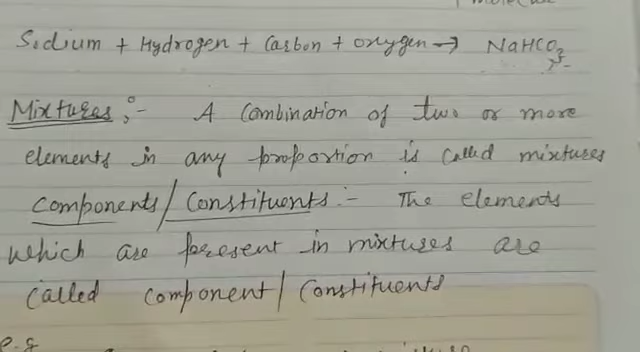 Sodium + Hydrogen + Carbon + oxygen → NaHCO3
Mixtures :- A Combination of two or more
elements in any proportion is called mixtures
Components/Constituents :- The elements
which are present in mixtures are
called component/Constituents
e.g